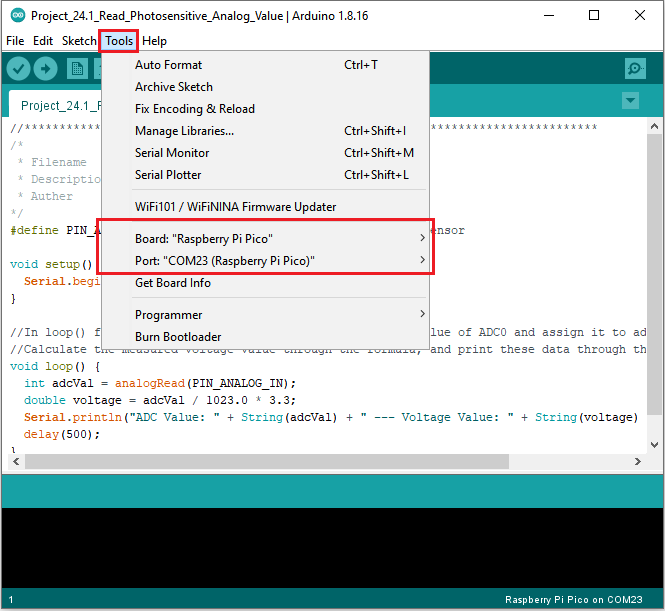 Project_24.1_Read_Photosensitive_Analog_Value | Arduino 1.8.16
File Edit Sketch Tools Help
Auto Format Ctrl+T
Archive Sketch
Fix Encoding & Reload
Manage Libraries... Ctrl+Shift+I
Serial Monitor Ctrl+Shift+M
Serial Plotter Ctrl+Shift+L
WiFi101 / WiFiNINA Firmware Updater
Board: "Raspberry Pi Pico"
Port: "COM23 (Raspberry Pi Pico)"
Get Board Info
Programmer
Burn Bootloader
Project_24.1_R
/*
* Filename
* Descriptio
* Auther
*/
#define PIN_A ensor
void setup()
Serial.begi
}
//In loop() f lue of ADC0 and assign it to ad
//Calculate the measured voltage value through the formula, and print these data through th
void loop() {
int adcVal = analogRead(PIN_ANALOG_IN);
double voltage = adcVal / 1023.0 * 3.3;
Serial.println("ADC Value: " + String(adcVal) + " --- Voltage Value: " + String(voltage)
delay(500);
1 Raspberry Pi Pico on COM23